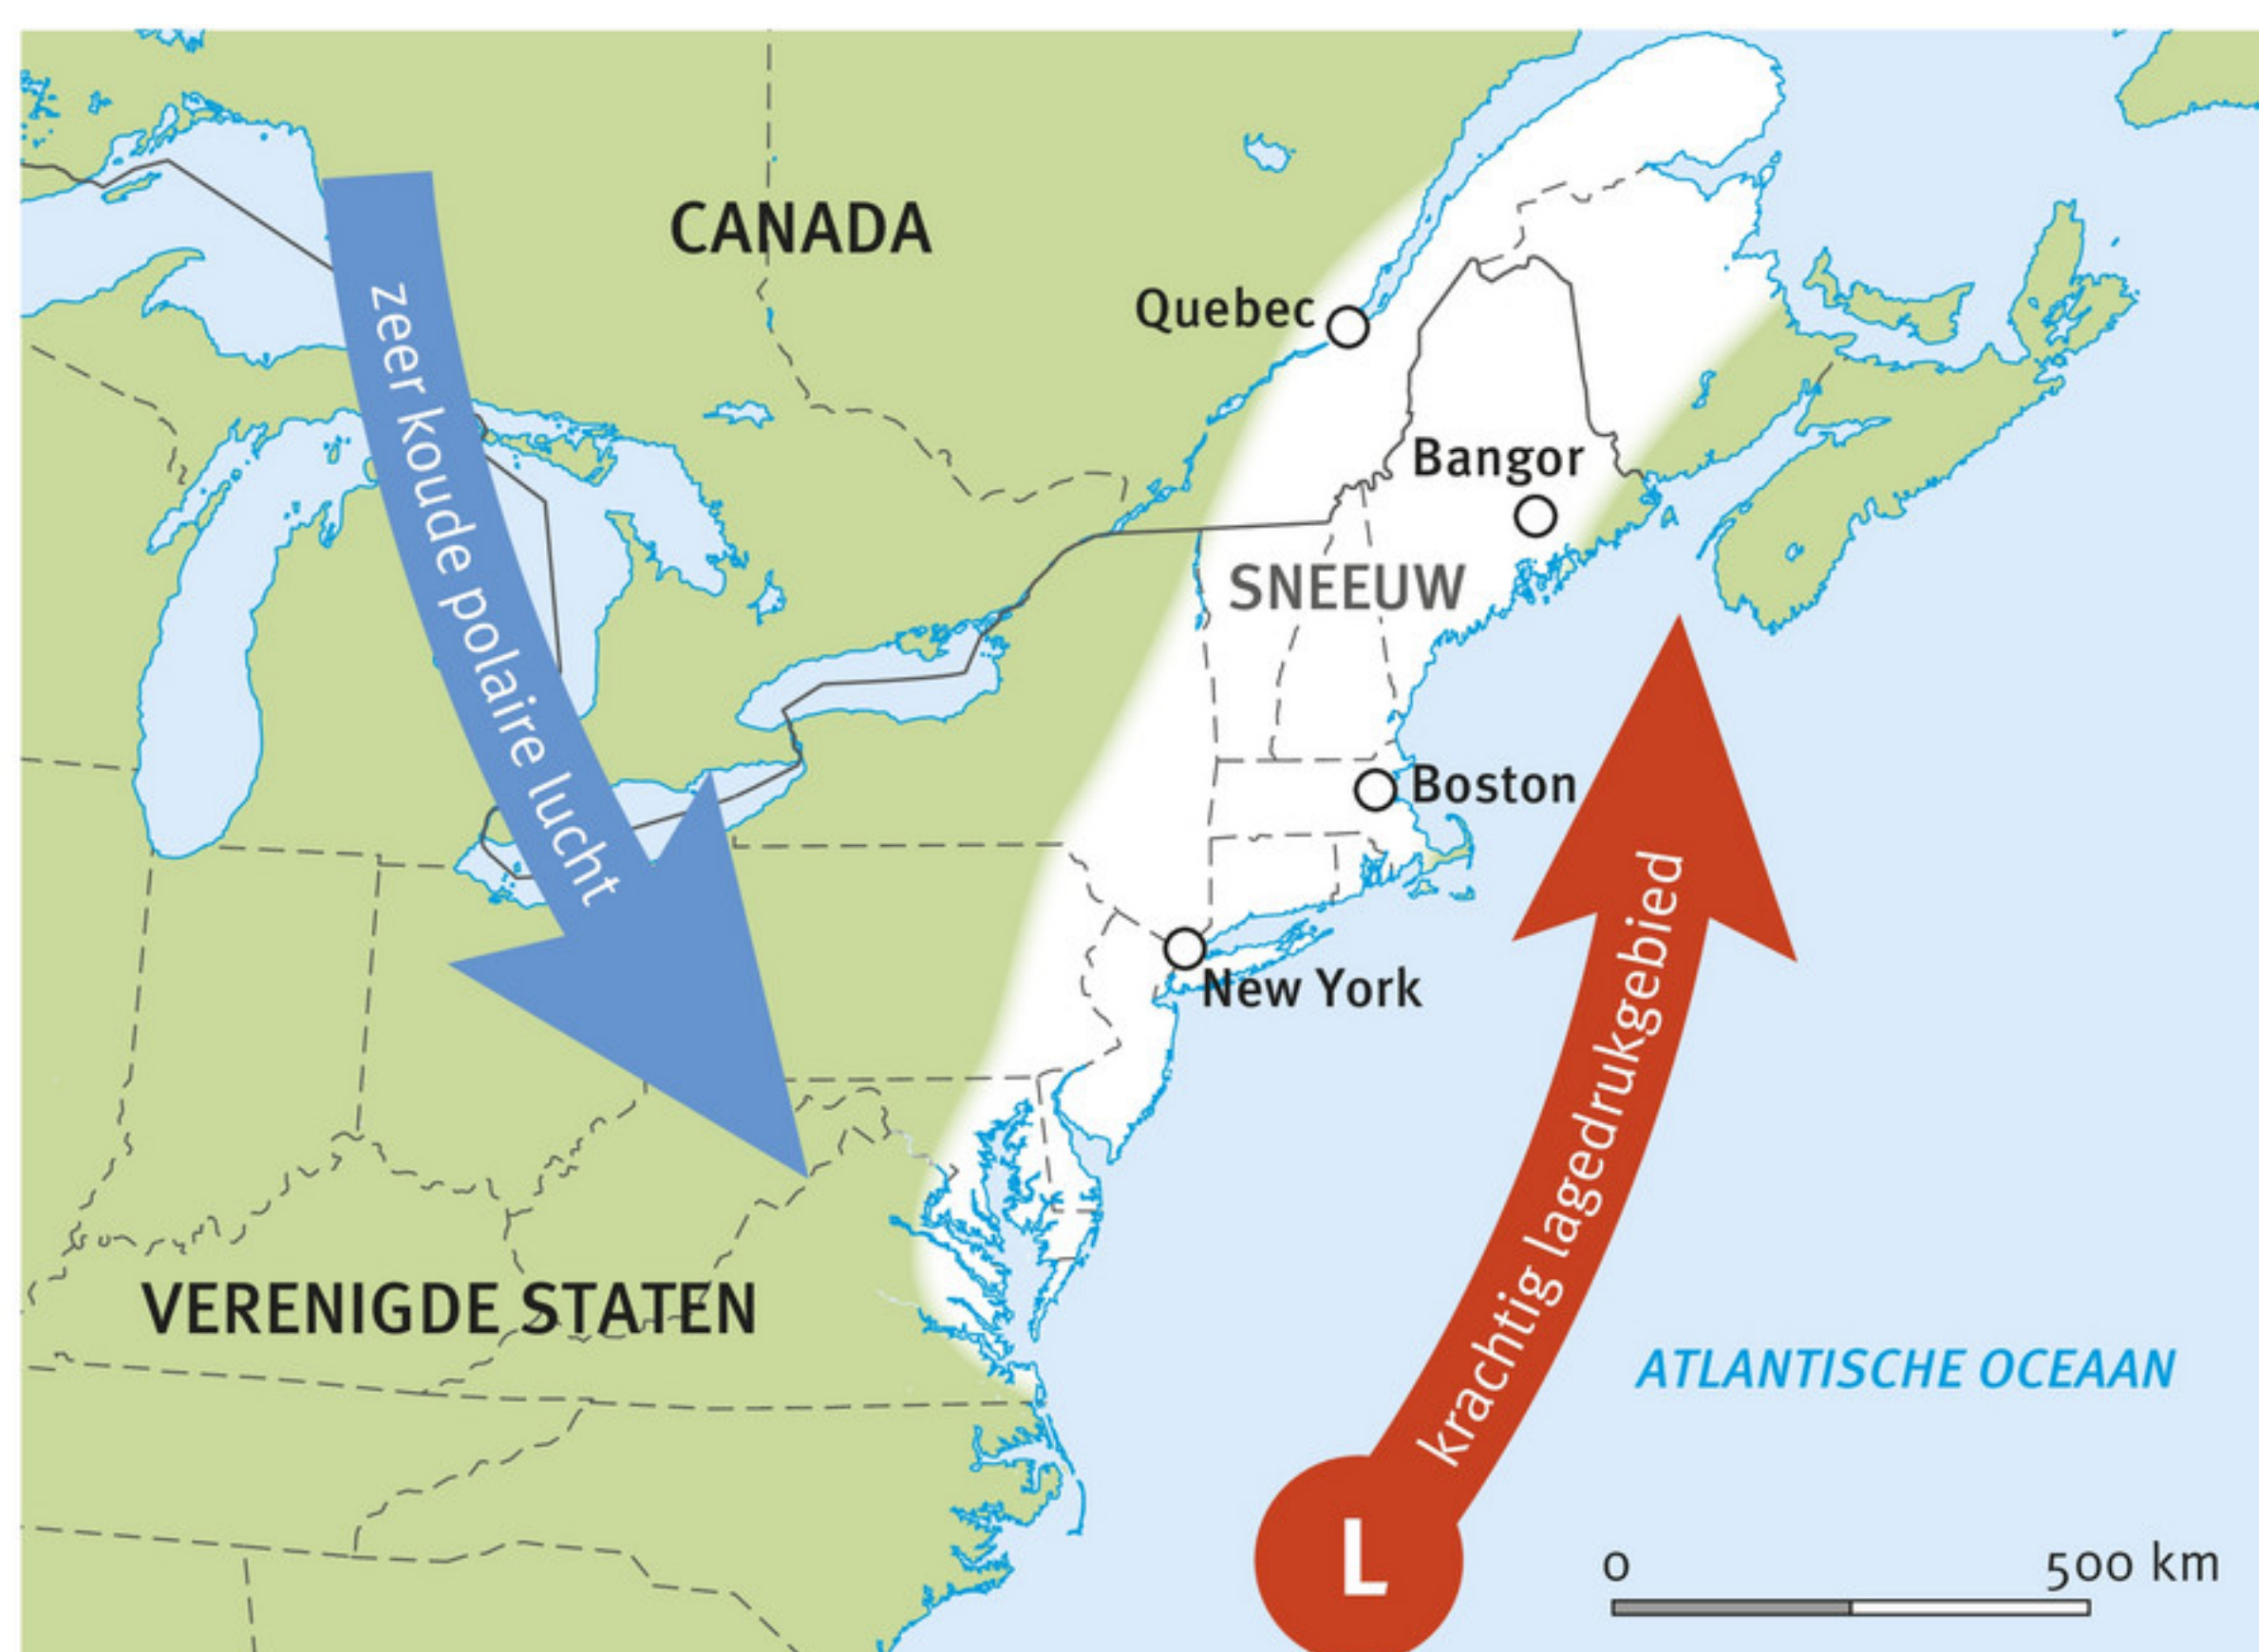 CANADA
Quebec
zeer koude polaire lucht
Bangor
SNEEUW
Boston
New York
krachtig lagedrukgebied
VERENIGDE STATEN
ATLANTISCHE OCEAAN
L
0 500 km